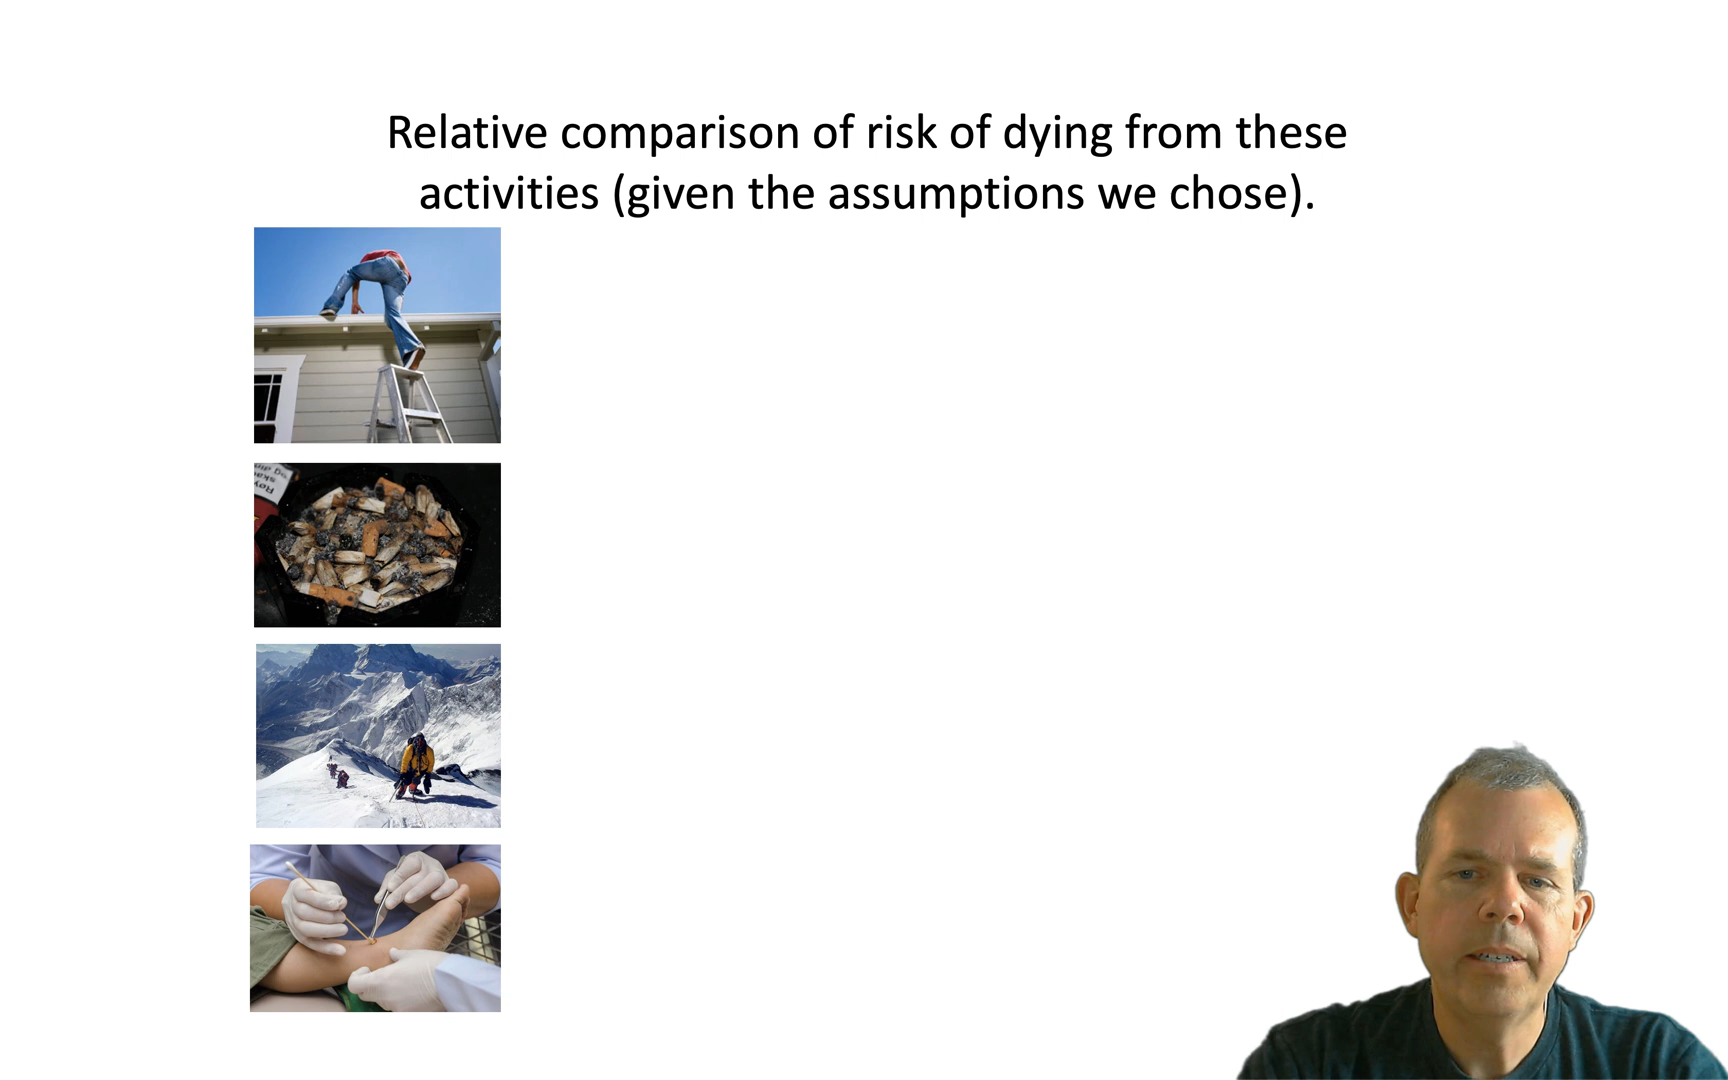 Relative comparison of risk of dying from these
activities (given the assumptions we chose).